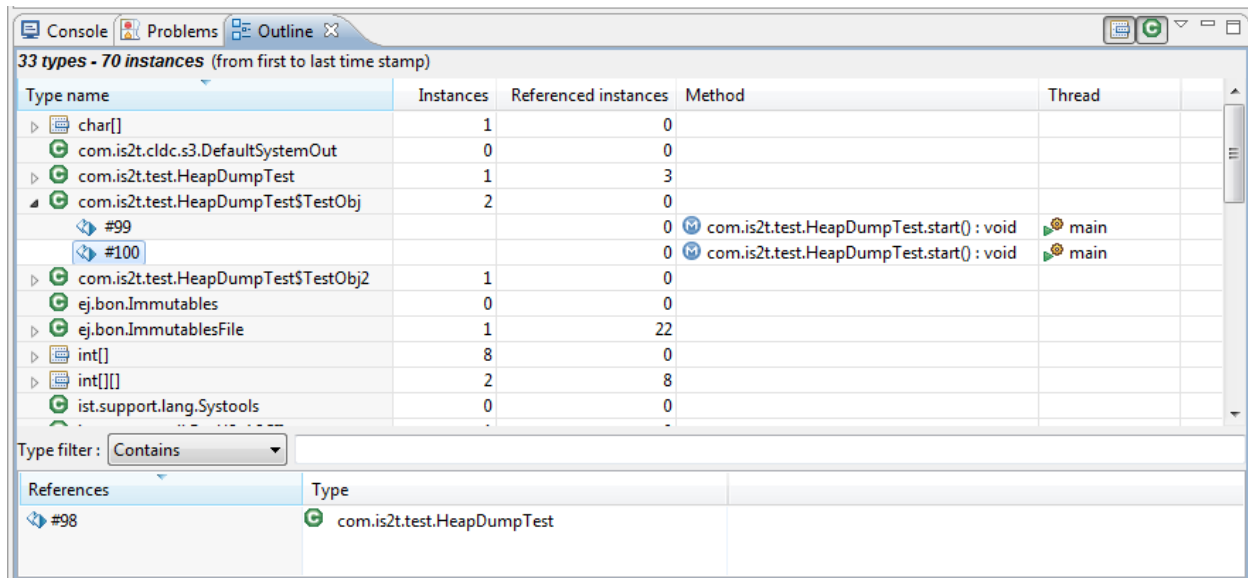 Console Problems Outline
33 types - 70 instances (from first to last time stamp)
Type name Instances Referenced instances Method Thread
char[] 1 0
com.is2t.cldc.s3.DefaultSystemOut 0 0
com.is2t.test.HeapDumpTest 1 3
com.is2t.test.HeapDumpTest$TestObj 2 0
#99 0 M com.is2t.test.HeapDumpTest.start() : void main
#100 0 M com.is2t.test.HeapDumpTest.start() : void main
com.is2t.test.HeapDumpTest$TestObj2 1 0
ej.bon.Immutables 0 0
ej.bon.ImmutablesFile 1 22
int[] 8 0
int[][] 2 8
ist.support.lang.Systools 0 0
Type filter : Contains
References Type
#98 com.is2t.test.HeapDumpTest